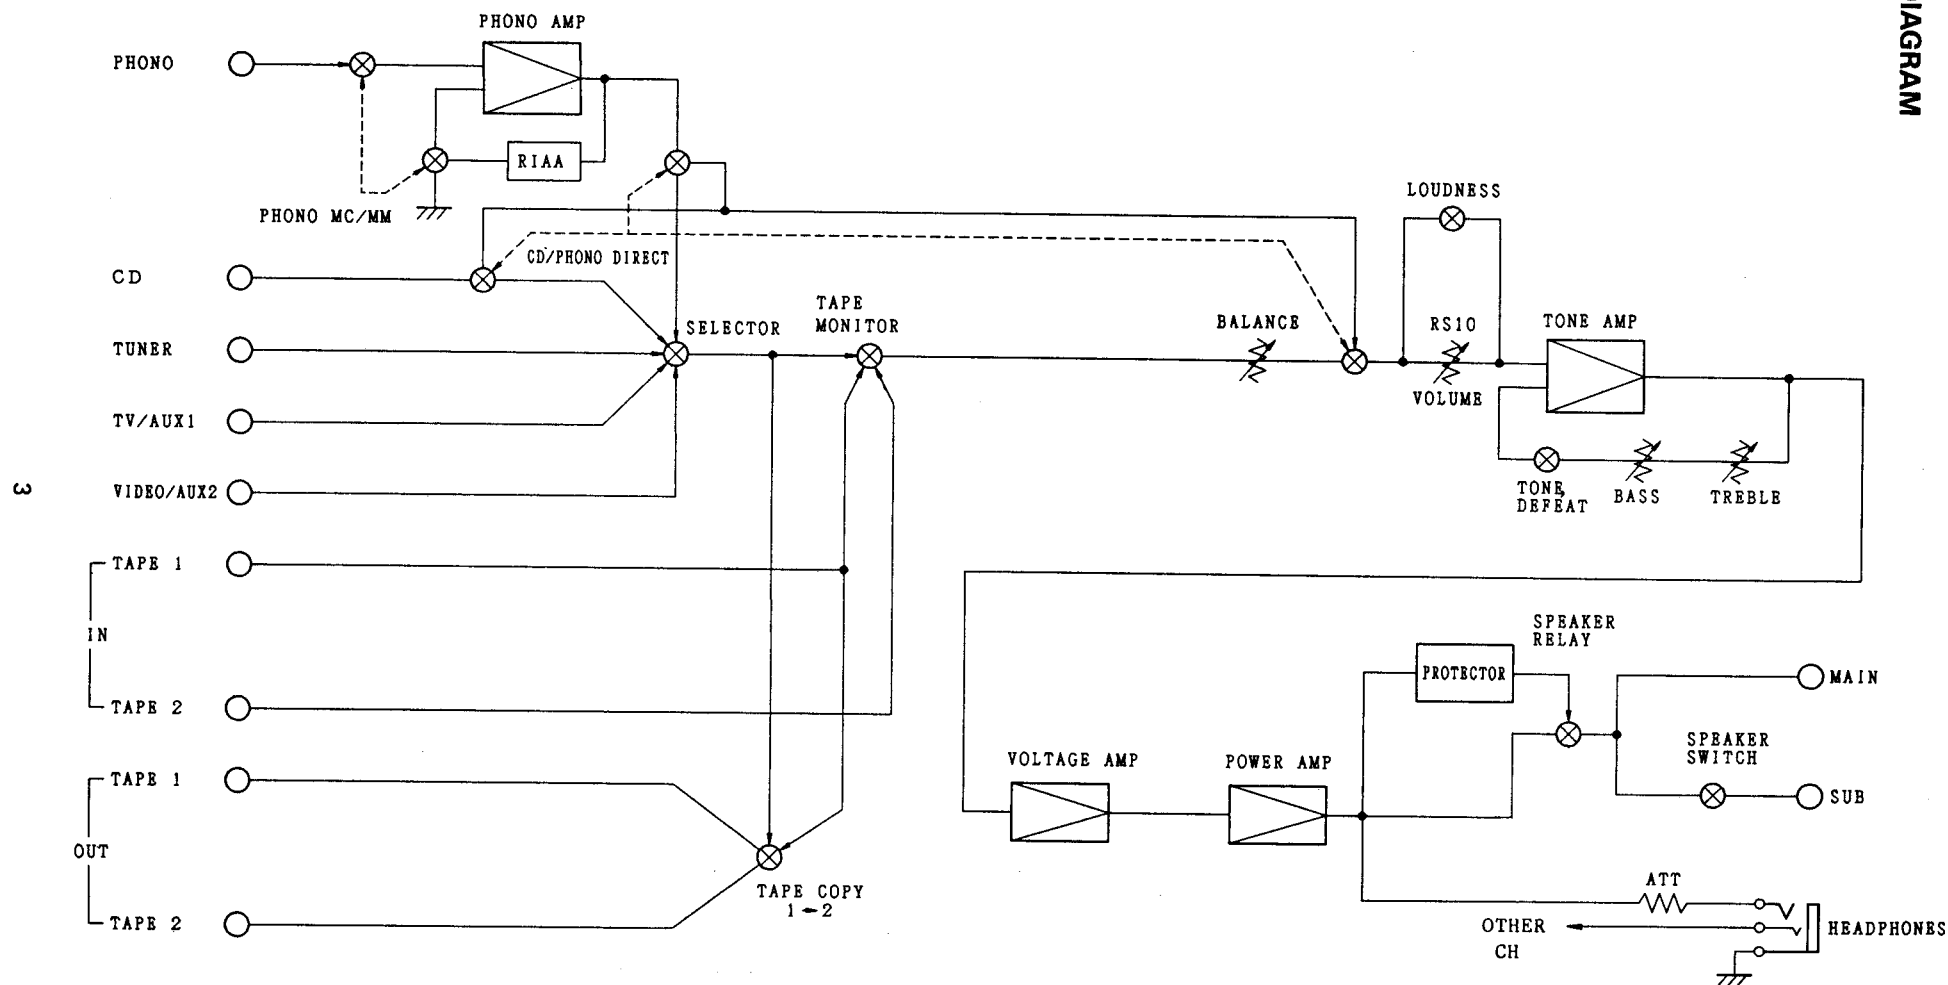 IAGRAM
PHONO AMP
PHONO
RIAA
PHONO MC/MM
LOUDNESS
CD/PHONO DIRECT
CD
TAPE
MONITOR
SELECTOR
BALANCE
RS10
TONE AMP
TUNER
VOLUME
TV/AUX1
TONE,
DEFEAT
BASS
TREBLE
3
VIDEO/AUX2
TAPE 1
IN
SPEAKER
RELAY
PROTECTOR
MAIN
TAPE 2
SPEAKER
SWITCH
VOLTAGE AMP
POWER AMP
TAPE 1
SUB
OUT
TAPE COPY
1→2
ATT
TAPE 2
OTHER
CH
HEADPHONES